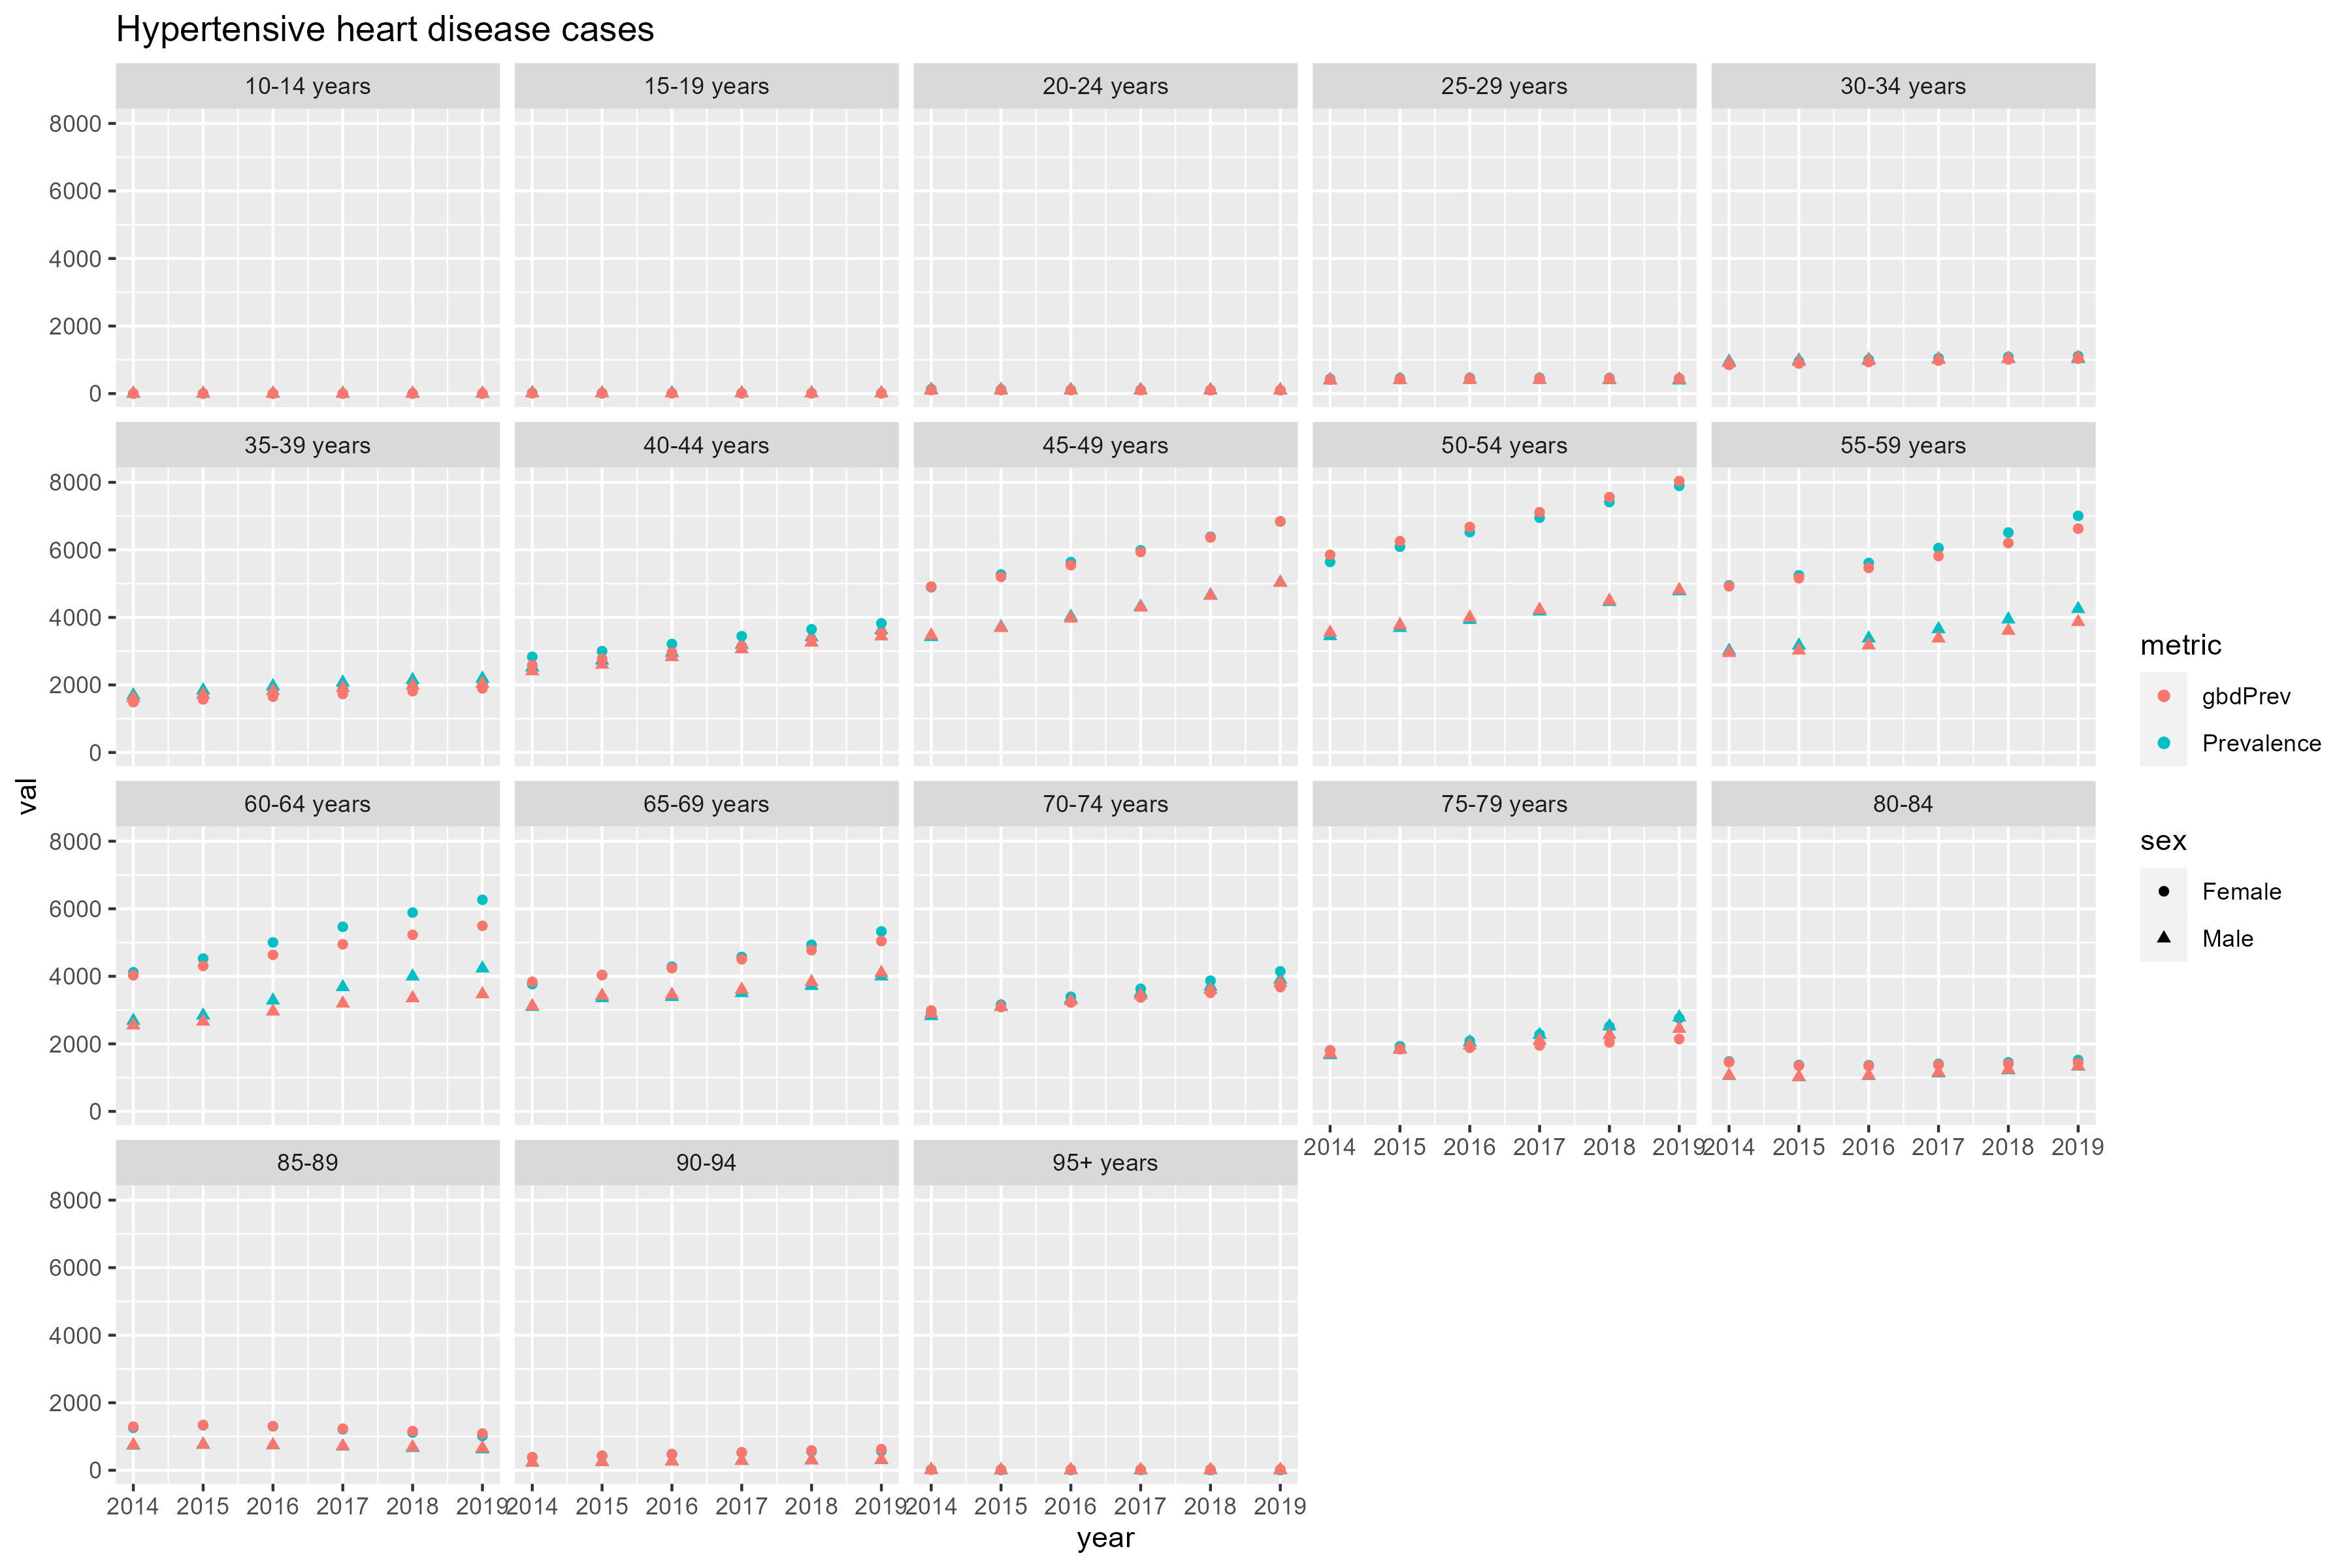 Hypertensive heart disease cases
10-14 years 15-19 years 20-24 years 25-29 years 30-34 years
8000
6000
4000
2000
0
35-39 years 40-44 years 45-49 years 50-54 years 55-59 years
8000
6000
4000
2000
0
val
60-64 years 65-69 years 70-74 years 75-79 years 80-84
8000
6000
4000
2000
0
2014 2015 2016 2017 2018 2019 2014 2015 2016 2017 2018 2019
85-89 90-94 95+ years
8000
6000
4000
2000
0
2014 2015 2016 2017 2018 2019 2014 2015 2016 2017 2018 2019 2014 2015 2016 2017 2018 2019
year
metric
gbdPrev
Prevalence
sex
Female
Male